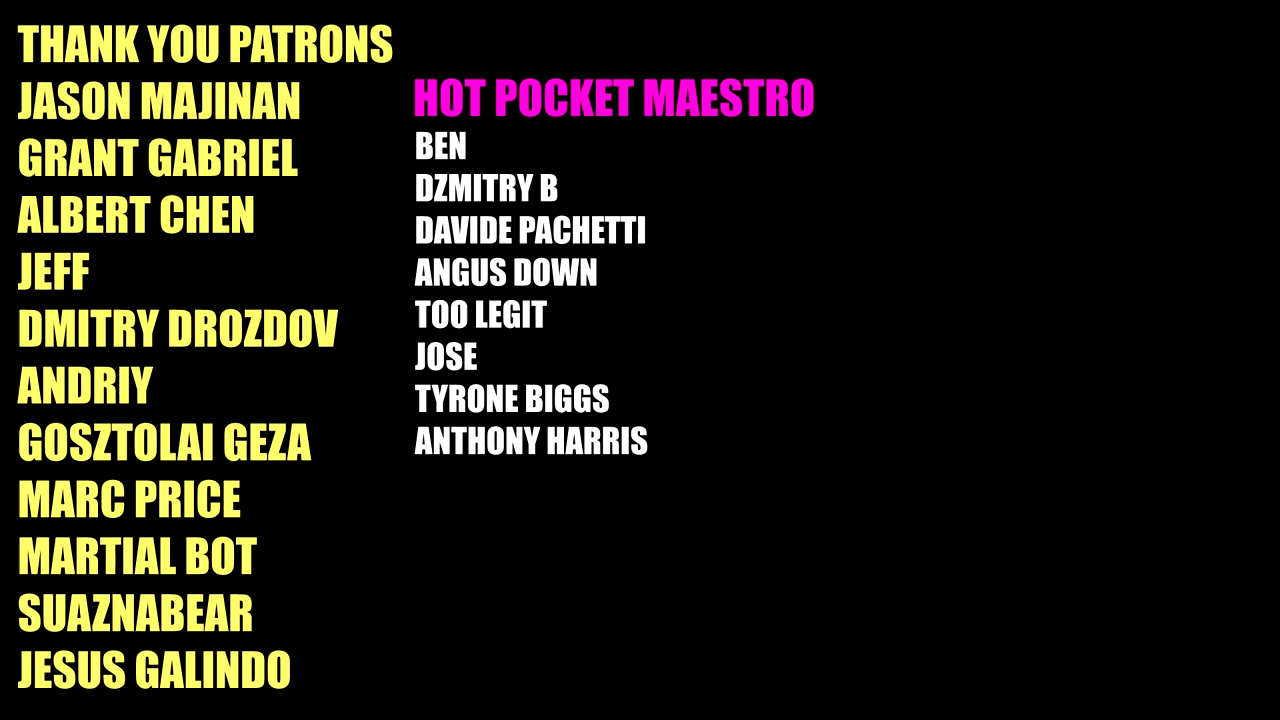 THANK YOU PATRONS
JASON MAJINAN
GRANT GABRIEL
ALBERT CHEN
JEFF
DMITRY DROZDOV
ANDRIY
GOSZTOLAI GEZA
MARC PRICE
MARTIAL BOT
SUAZNABEAR
JESUS GALINDO
HOT POCKET MAESTRO
BEN
DZMITRY B
DAVIDE PACHETTI
ANGUS DOWN
TOO LEGIT
JOSE
TYRONE BIGGS
ANTHONY HARRIS